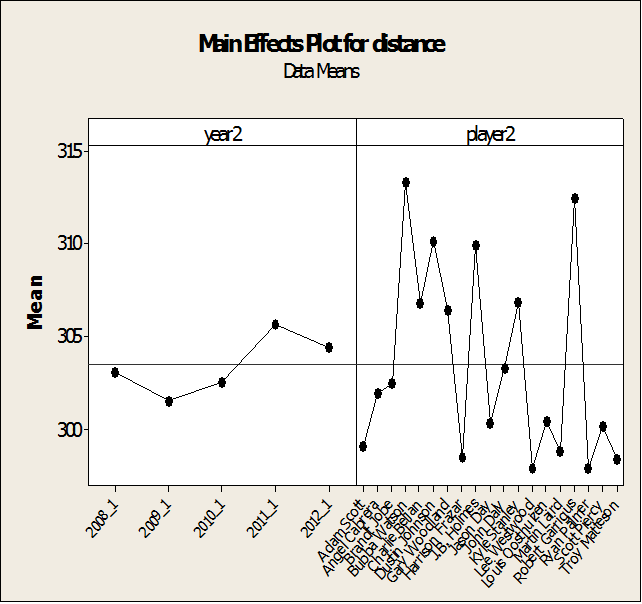 Main Effects Plot for distance
Data Means
year2
player2
315
310
305
300
Mean
2008_1
2009_1
2010_1
2011_1
2012_1
Adam Scott
Angel Cabrera
Brandt Jobe
Bubba Watson
Charlie Beljan
Dustin Johnson
Gary Woodland
Harrison Frazar
J.B. Holmes
Jason Day
John Daly
Kyle Stanley
Lee Westwood
Louis Oosthuizen
Martin Laird
Robert Garrigus
Ryan Palmer
Scott Piercy
Troy Matteson